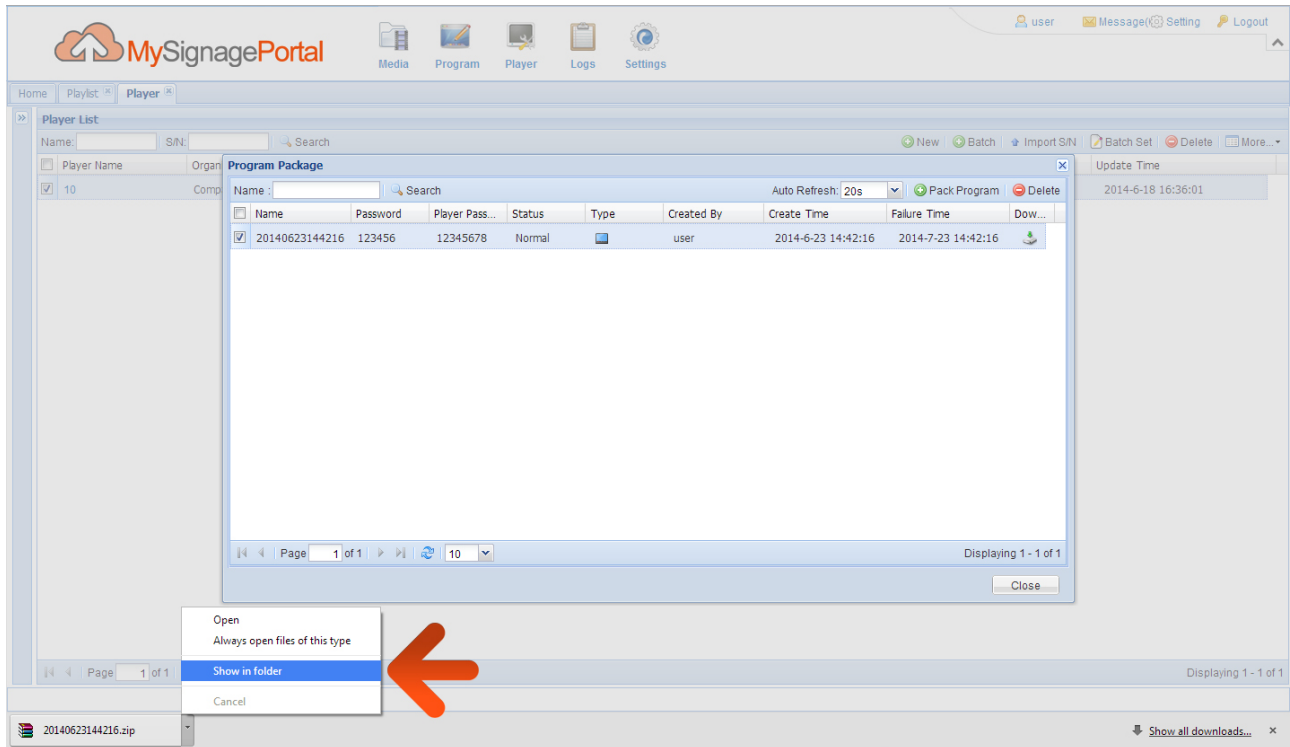 user Message( Setting Logout
MySignagePortal
Media Program Player Logs Settings
Home Playlist Player
Player List
Name: S/N: Search New Batch Import S/N Batch Set Delete More...
Player Name Organ Update Time
10 Comp 2014-6-18 16:36:01
Program Package
Name : Search Auto Refresh: 20s Pack Program Delete
Name Password Player Pass... Status Type Created By Create Time Failure Time Dow...
20140623144216 123456 12345678 Normal user 2014-6-23 14:42:16 2014-7-23 14:42:16
Page 1 of 1 10 Displaying 1 - 1 of 1
Close
Open
Always open files of this type
Show in folder
Cancel
Page 1 of 1 Displaying 1 - 1 of 1
20140623144216.zip Show all downloads...